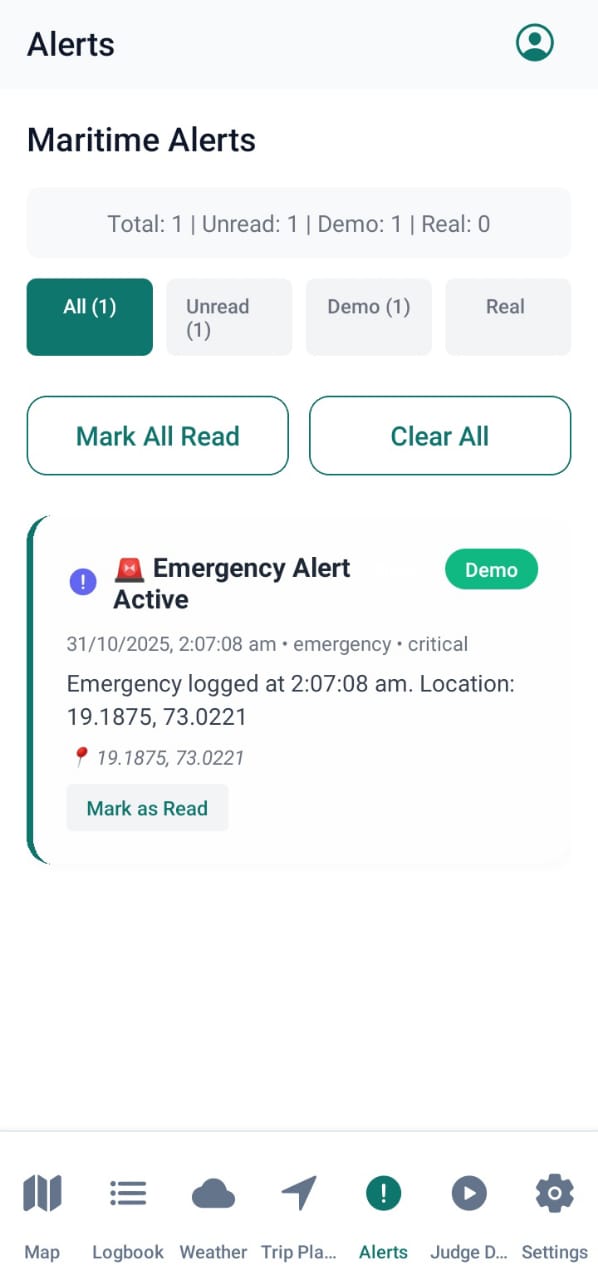 Alerts
Maritime Alerts
Total: 1 | Unread: 1 | Demo: 1 | Real: 0
All (1)
Unread
(1)
Demo (1)
Real
Mark All Read
Clear All
🚨 Emergency Alert
Active
Demo
31/10/2025, 2:07:08 am • emergency • critical
Emergency logged at 2:07:08 am. Location:
19.1875, 73.0221
📍 19.1875, 73.0221
Mark as Read
Map
Logbook
Weather
Trip Pla...
Alerts
Judge D...
Settings